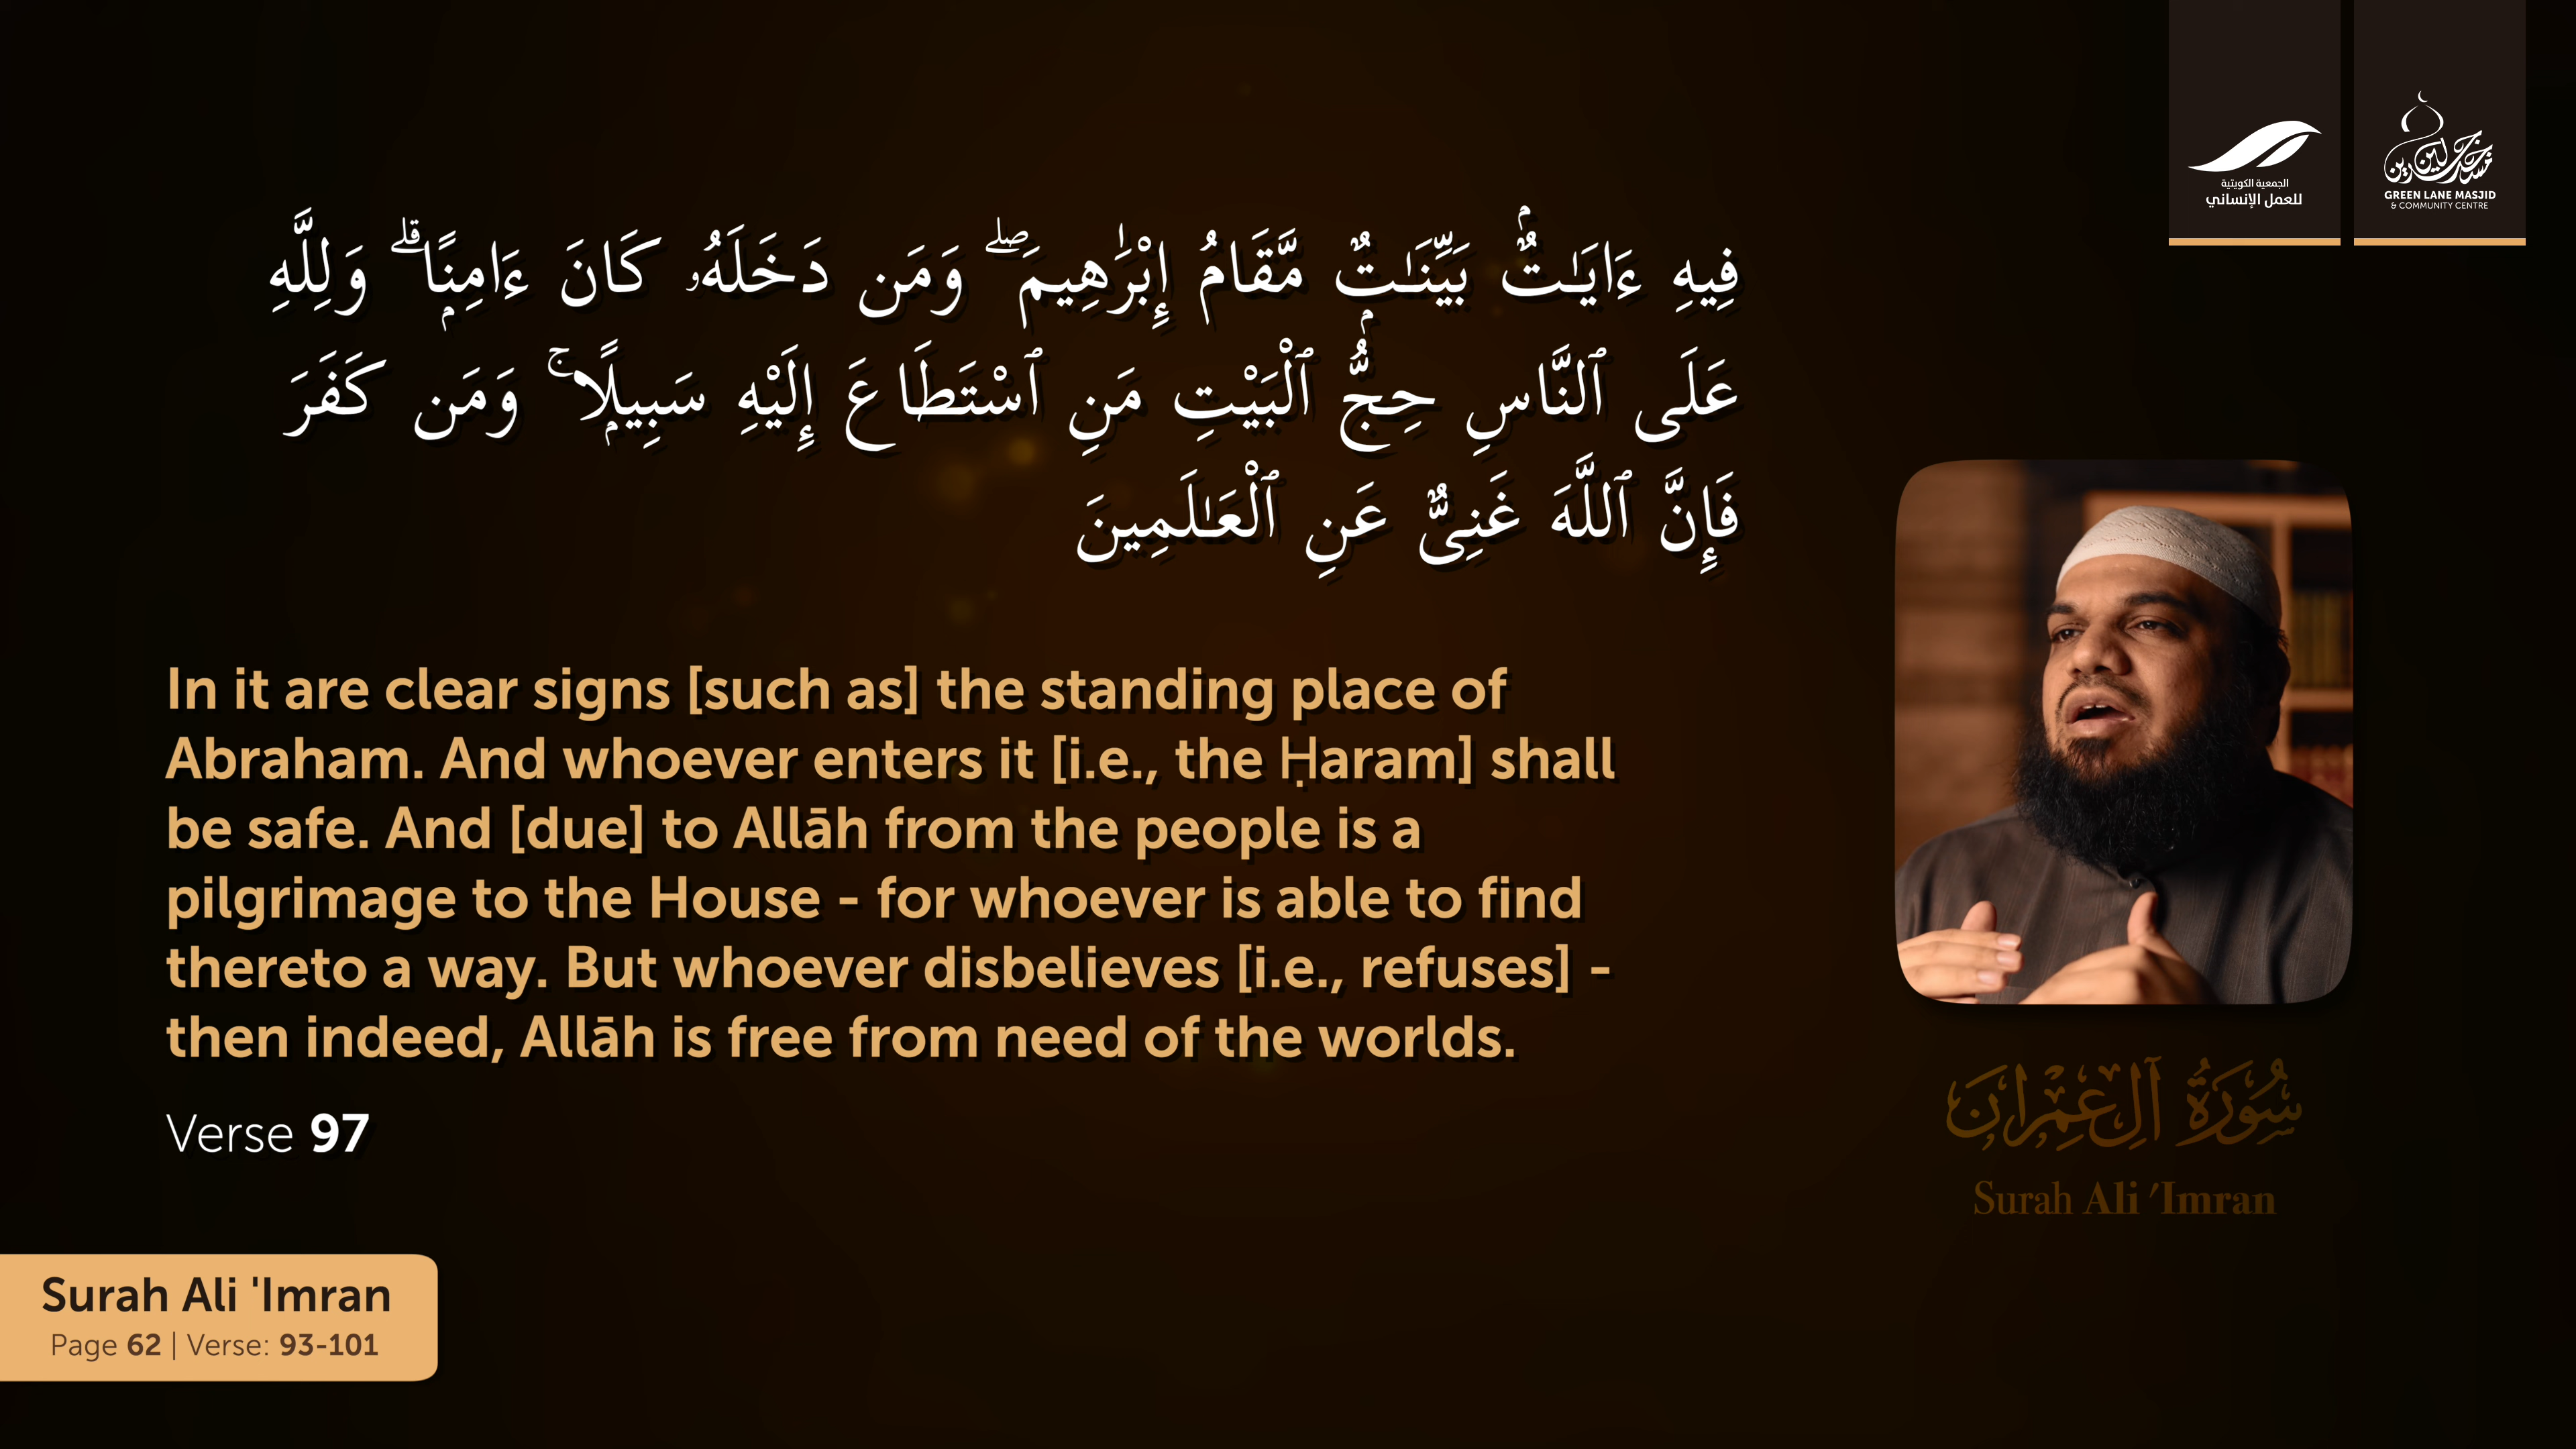 الجمعية الكويتية
للعمل الإنساني
مسجد جرين لين
GREEN LANE MASJID
& COMMUNITY CENTRE
فِيهِ ءَايَـٰتٌۢ بَيِّنَـٰتٌ مَّقَامُ إِبْرَٰهِيمَ ۖ وَمَن دَخَلَهُۥ كَانَ ءَامِنًۭا ۗ وَلِلَّهِ
عَلَى ٱلنَّاسِ حِجُّ ٱلْبَيْتِ مَنِ ٱسْتَطَاعَ إِلَيْهِ سَبِيلًۭا ۚ وَمَن كَفَرَ
فَإِنَّ ٱللَّهَ غَنِىٌّ عَنِ ٱلْعَـٰلَمِينَ
In it are clear signs [such as] the standing place of
Abraham. And whoever enters it [i.e., the Ḥaram] shall
be safe. And [due] to Allāh from the people is a
pilgrimage to the House - for whoever is able to find
thereto a way. But whoever disbelieves [i.e., refuses] -
then indeed, Allāh is free from need of the worlds.
Verse 97
سُورَةُ آلِ عِمْرَانَ
Surah Ali 'Imran
Surah Ali 'Imran
Page 62 | Verse: 93-101